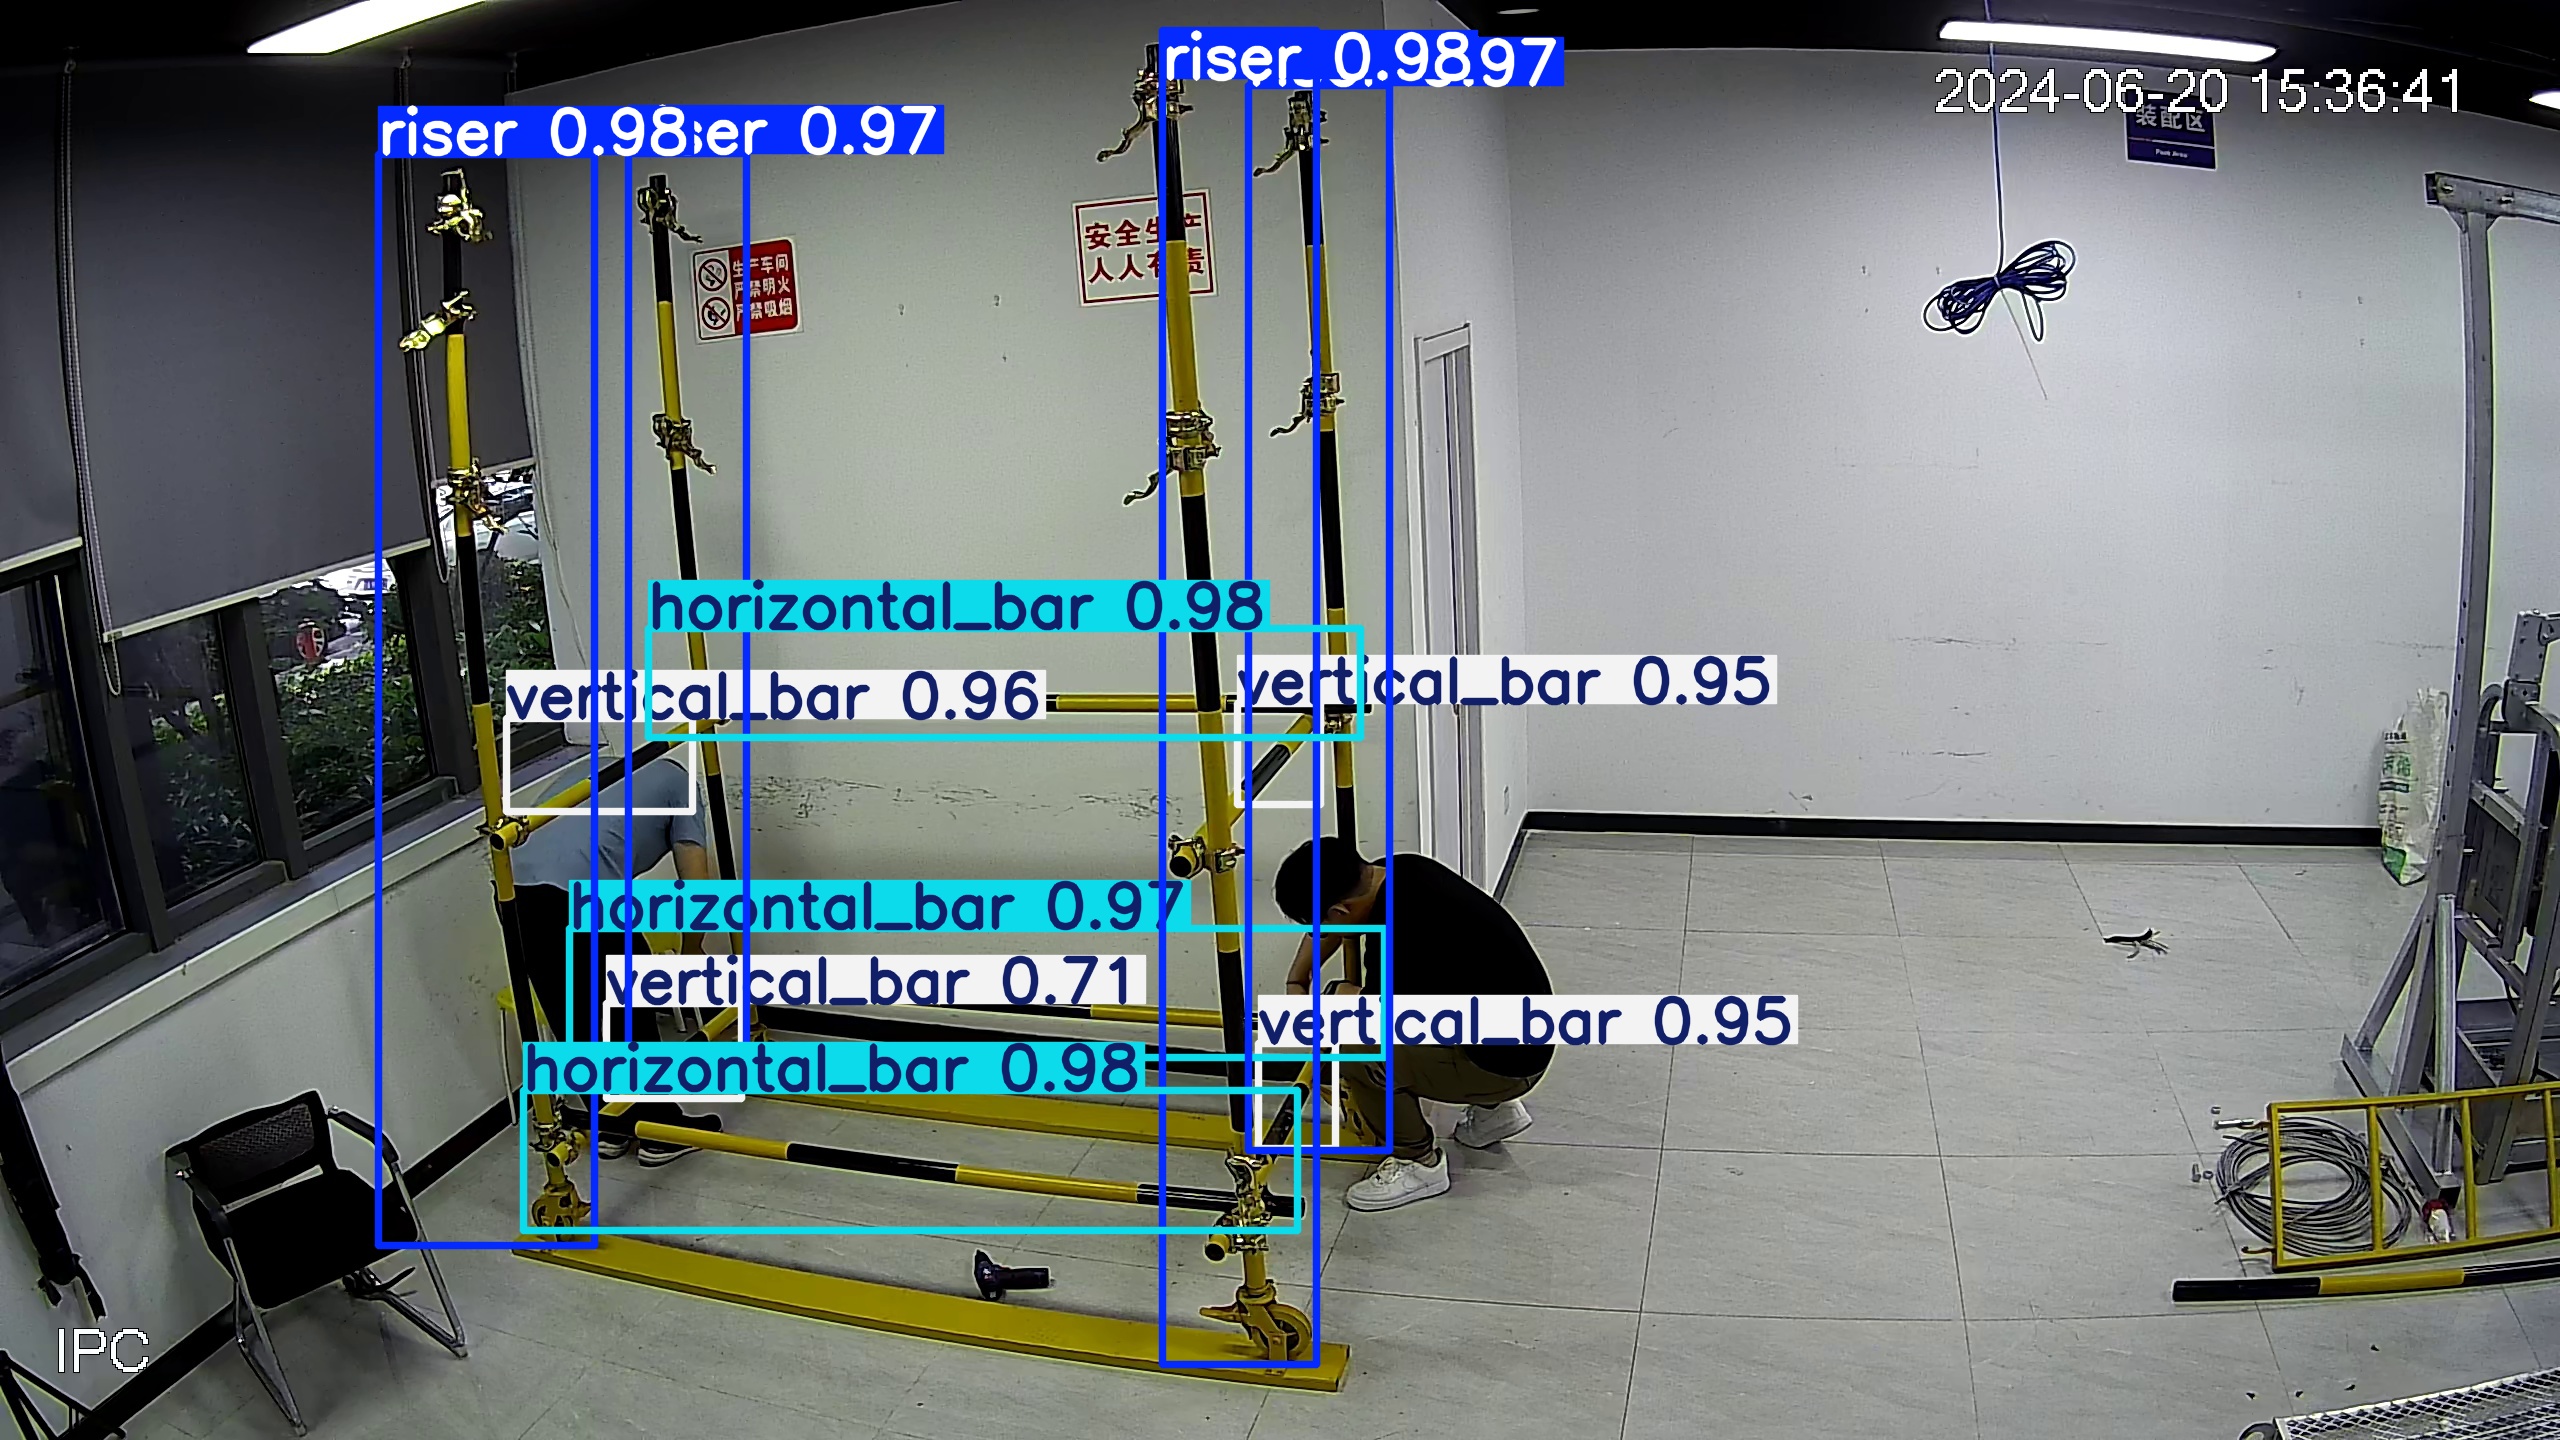 riser 0.98
97
2024-06-20 15:36:41
riser 0.98
ser 0.97
装配区
安全生产
人人有责
生产车间
严禁明火
严禁吸烟
horizontal_bar 0.98
vertical_bar 0.96
vertical_bar 0.95
horizontal_bar 0.97
vertical_bar 0.71
vertical_bar 0.95
horizontal_bar 0.98
IPC